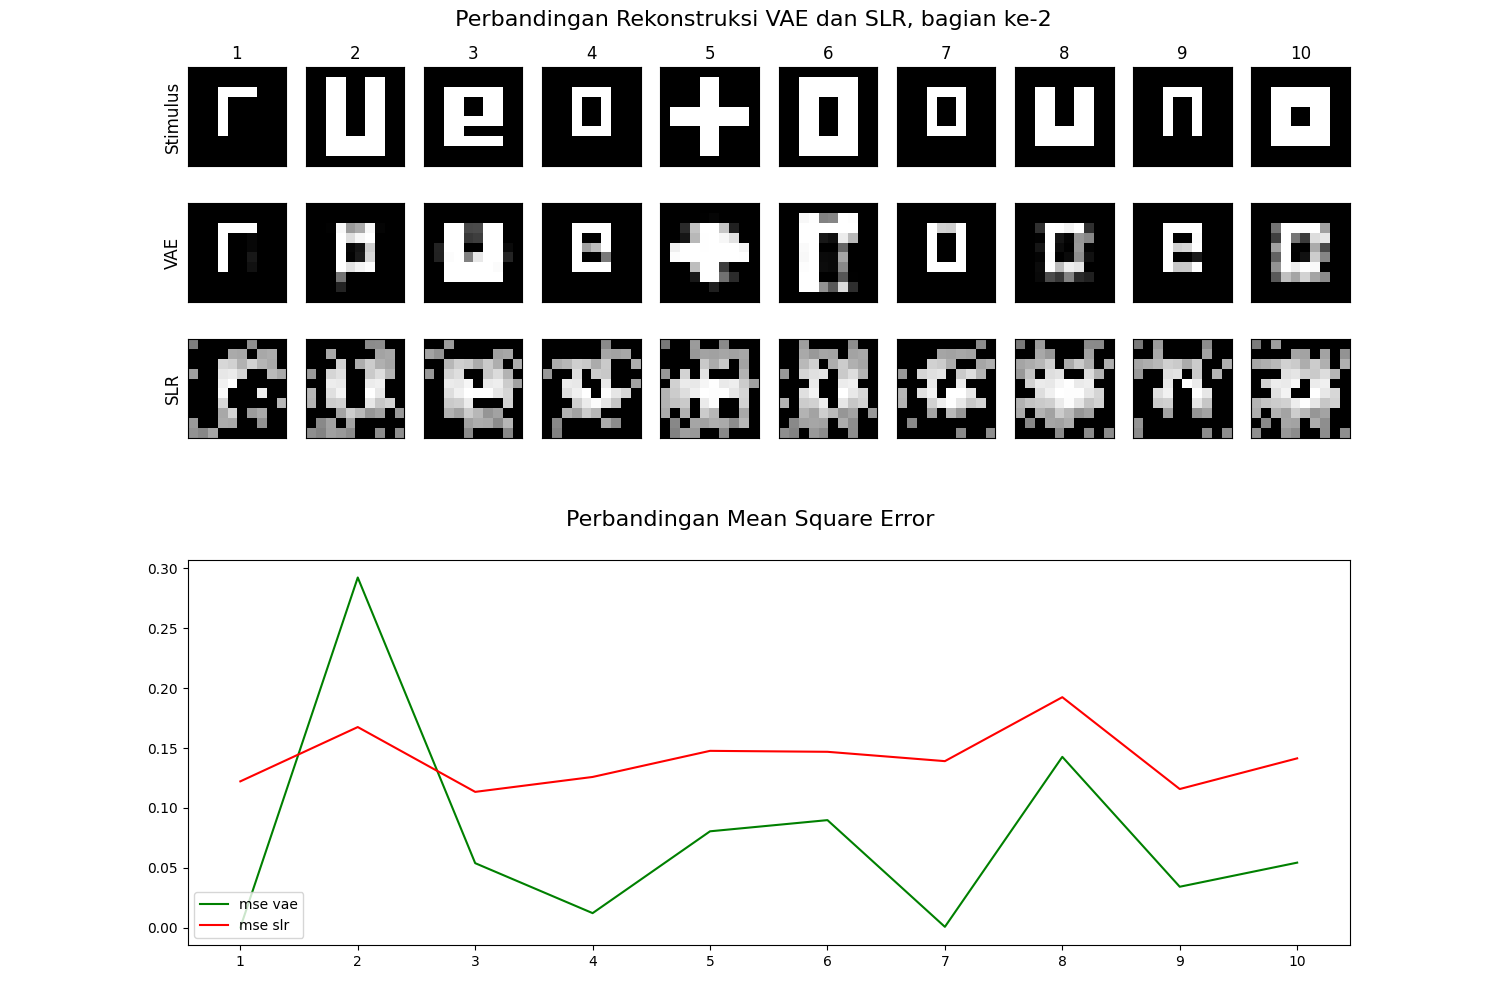 Perbandingan Rekonstruksi VAE dan SLR, bagian ke-2
1 2 3 4 5 6 7 8 9 10
Stimulus
VAE
SLR
Perbandingan Mean Square Error
0.30
0.25
0.20
0.15
0.10
0.05
0.00
mse vae
mse slr
1 2 3 4 5 6 7 8 9 10